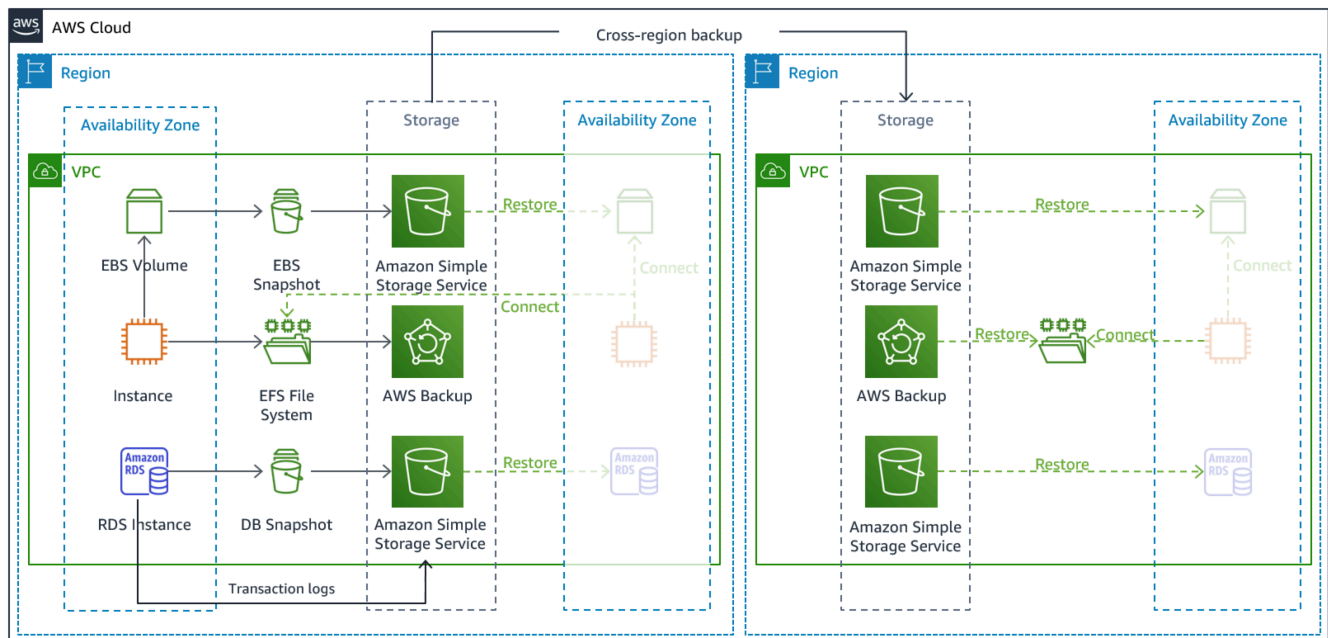 aws
AWS Cloud
Cross-region backup
Region
Availability Zone
Storage
Availability Zone
VPC
Restore
EBS Volume
EBS
Snapshot
Amazon Simple
Storage Service
Connect
Connect
Instance
EFS File
System
AWS Backup
Amazon
RDS
Restore
Amazon
RDS
RDS Instance
DB Snapshot
Amazon Simple
Storage Service
Transaction logs
Region
Storage
Availability Zone
VPC
Restore
Amazon Simple
Storage Service
Connect
Restore
Connect
AWS Backup
Restore
Amazon
RDS
Amazon Simple
Storage Service